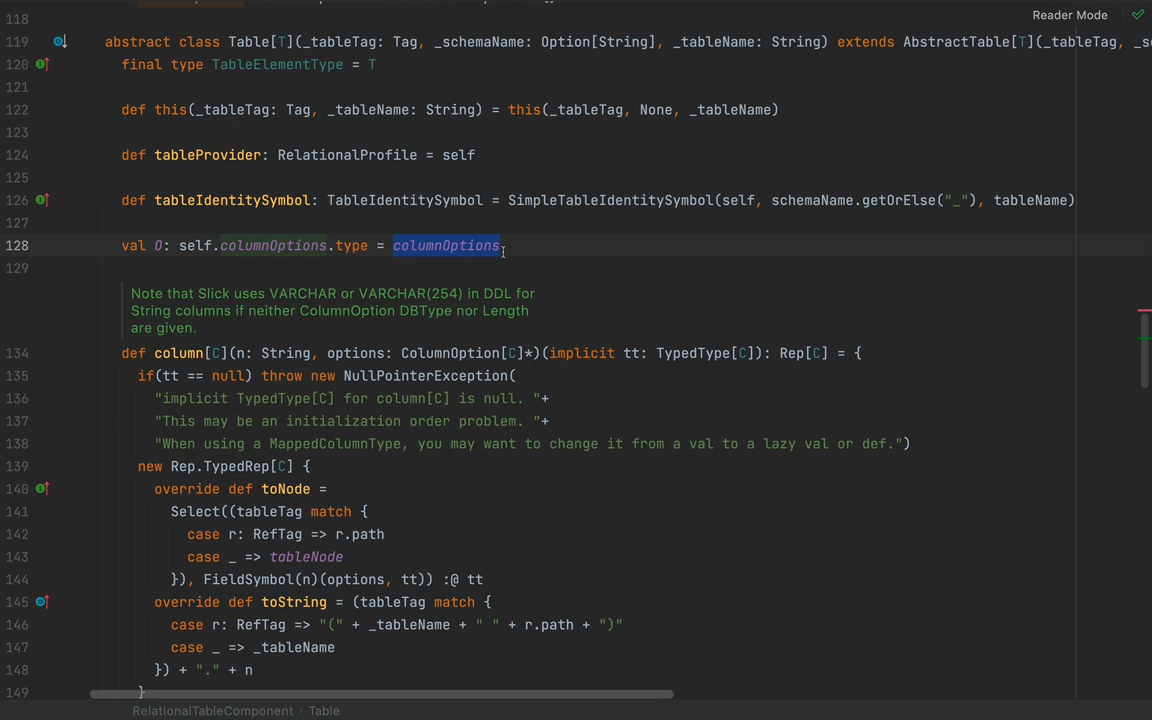 Reader Mode
118
119 abstract class Table[T](_tableTag: Tag, _schemaName: Option[String], _tableName: String) extends AbstractTable[T](_tableTag, _sc
120 final type TableElementType = T
121
122 def this(_tableTag: Tag, _tableName: String) = this(_tableTag, None, _tableName)
123
124 def tableProvider: RelationalProfile = self
125
126 def tableIdentitySymbol: TableIdentitySymbol = SimpleTableIdentitySymbol(self, schemaName.getOrElse("_"), tableName)
127
128 val O: self.columnOptions.type = columnOptions
129
Note that Slick uses VARCHAR or VARCHAR(254) in DDL for
String columns if neither ColumnOption DBType nor Length
are given.
134 def column[C](n: String, options: ColumnOption[C]*)(implicit tt: TypedType[C]): Rep[C] = {
135 if(tt == null) throw new NullPointerException(
136 "implicit TypedType[C] for column[C] is null. "+
137 "This may be an initialization order problem. "+
138 "When using a MappedColumnType, you may want to change it from a val to a lazy val or def.")
139 new Rep.TypedRep[C] {
140 override def toNode =
141 Select((tableTag match {
142 case r: RefTag => r.path
143 case _ => tableNode
144 }), FieldSymbol(n)(options, tt)) :@ tt
145 override def toString = (tableTag match {
146 case r: RefTag => "(" + _tableName + " " + r.path + ")"
147 case _ => _tableName
148 }) + "." + n
149 }
RelationalTableComponent › Table